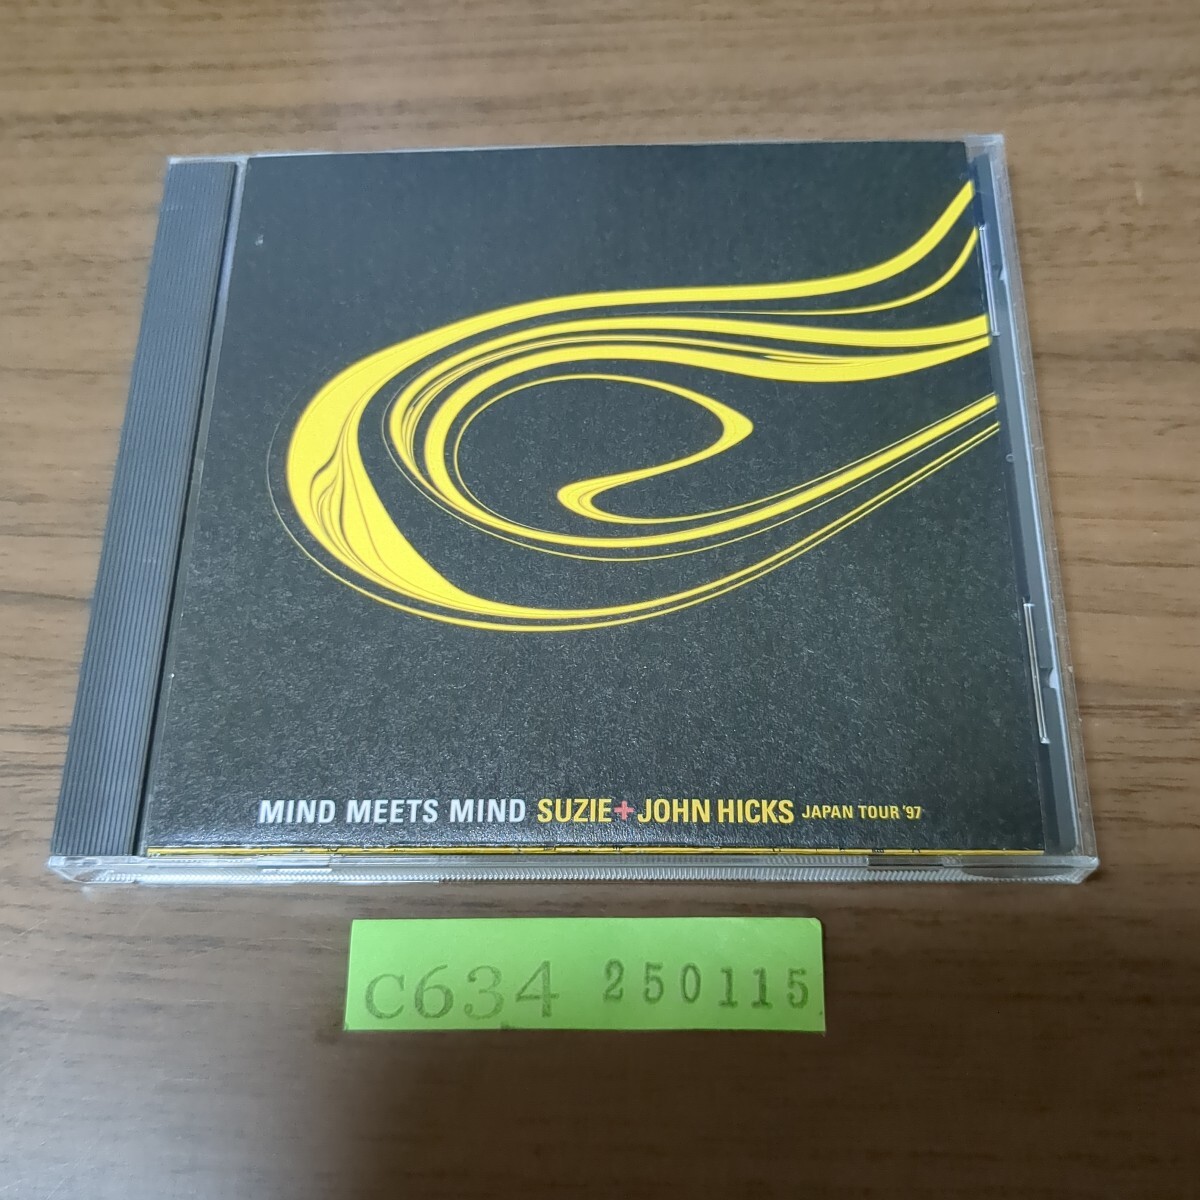 MIND MEETS MIND SUZIE+JOHN HICKS JAPAN TOUR '97
C634 250115